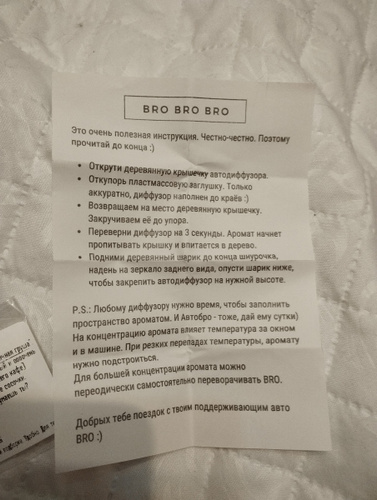 BRO BRO BRO
Это очень полезная инструкция. Честно-честно. Поэтому
прочитай до конца :)
• Открути деревянную крышечку автодиффузора.
• Откупорь пластмассовую заглушку. Только
аккуратно, диффузор наполнен до краёв :)
• Возвращаем на место деревянную крышечку.
Закручиваем её до упора.
• Переверни диффузор на 3 секунды. Аромат начнет
пропитывать крышку и впитается в дерево.
• Подними деревянный шарик до конца шнурочка,
надень на зеркало заднего вида, опусти шарик ниже,
чтобы закрепить автодиффузор на нужной высоте.
P.S.: Любому диффузору нужно время, чтобы заполнить
пространство ароматом. И Автобро - тоже, дай ему сутки)
На концентрацию аромата влияет температура за окном
и в машине. При резких перепадах температуры, аромату
нужно подстроиться.
Для большей концентрации аромата можно
переодически самостоятельно переворачивать BRO.
Добрых тебе поездок с твоим поддерживающим авто
BRO :)
груша